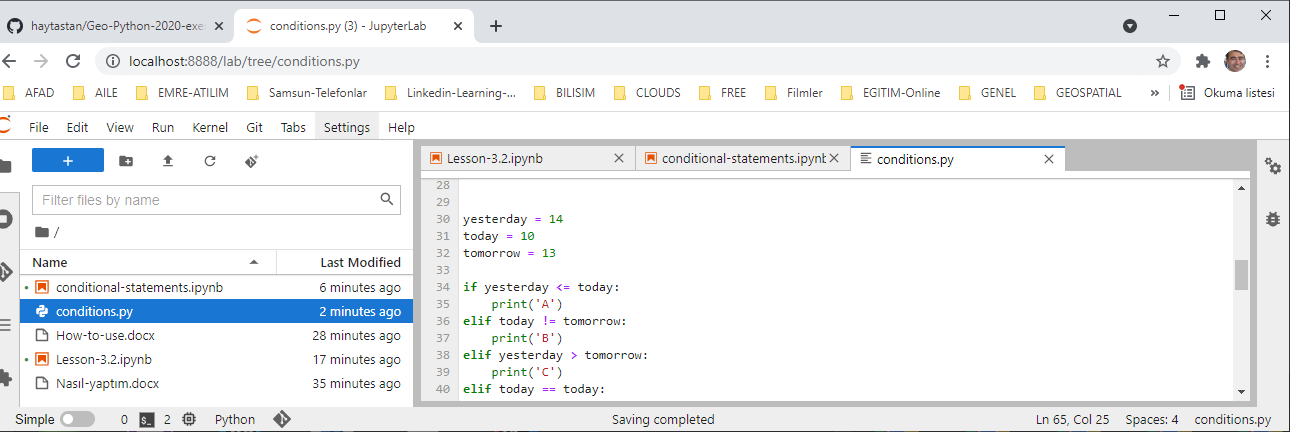 haytastan/Geo-Python-2020-exe
conditions.py (3) - JupyterLab
localhost:8888/lab/tree/conditions.py
AFAD AILE EMRE-ATILIM Samsun-Telefonlar Linkedin-Learning-... BILISIM CLOUDS FREE Filmler EGITIM-Online GENEL GEOSPATIAL » Okuma listesi
File Edit View Run Kernel Git Tabs Settings Help
Lesson-3.2.ipynb conditional-statements.ipynb conditions.py
Filter files by name
/
Name Last Modified
conditional-statements.ipynb 6 minutes ago
conditions.py 2 minutes ago
How-to-use.docx 28 minutes ago
Lesson-3.2.ipynb 17 minutes ago
Nasıl-yaptım.docx 35 minutes ago
28
29
30 yesterday = 14
31 today = 10
32 tomorrow = 13
33
34 if yesterday <= today:
35     print('A')
36 elif today != tomorrow:
37     print('B')
38 elif yesterday > tomorrow:
39     print('C')
40 elif today == today:
Simple 0 $_ 2 Python Saving completed Ln 65, Col 25 Spaces: 4 conditions.py